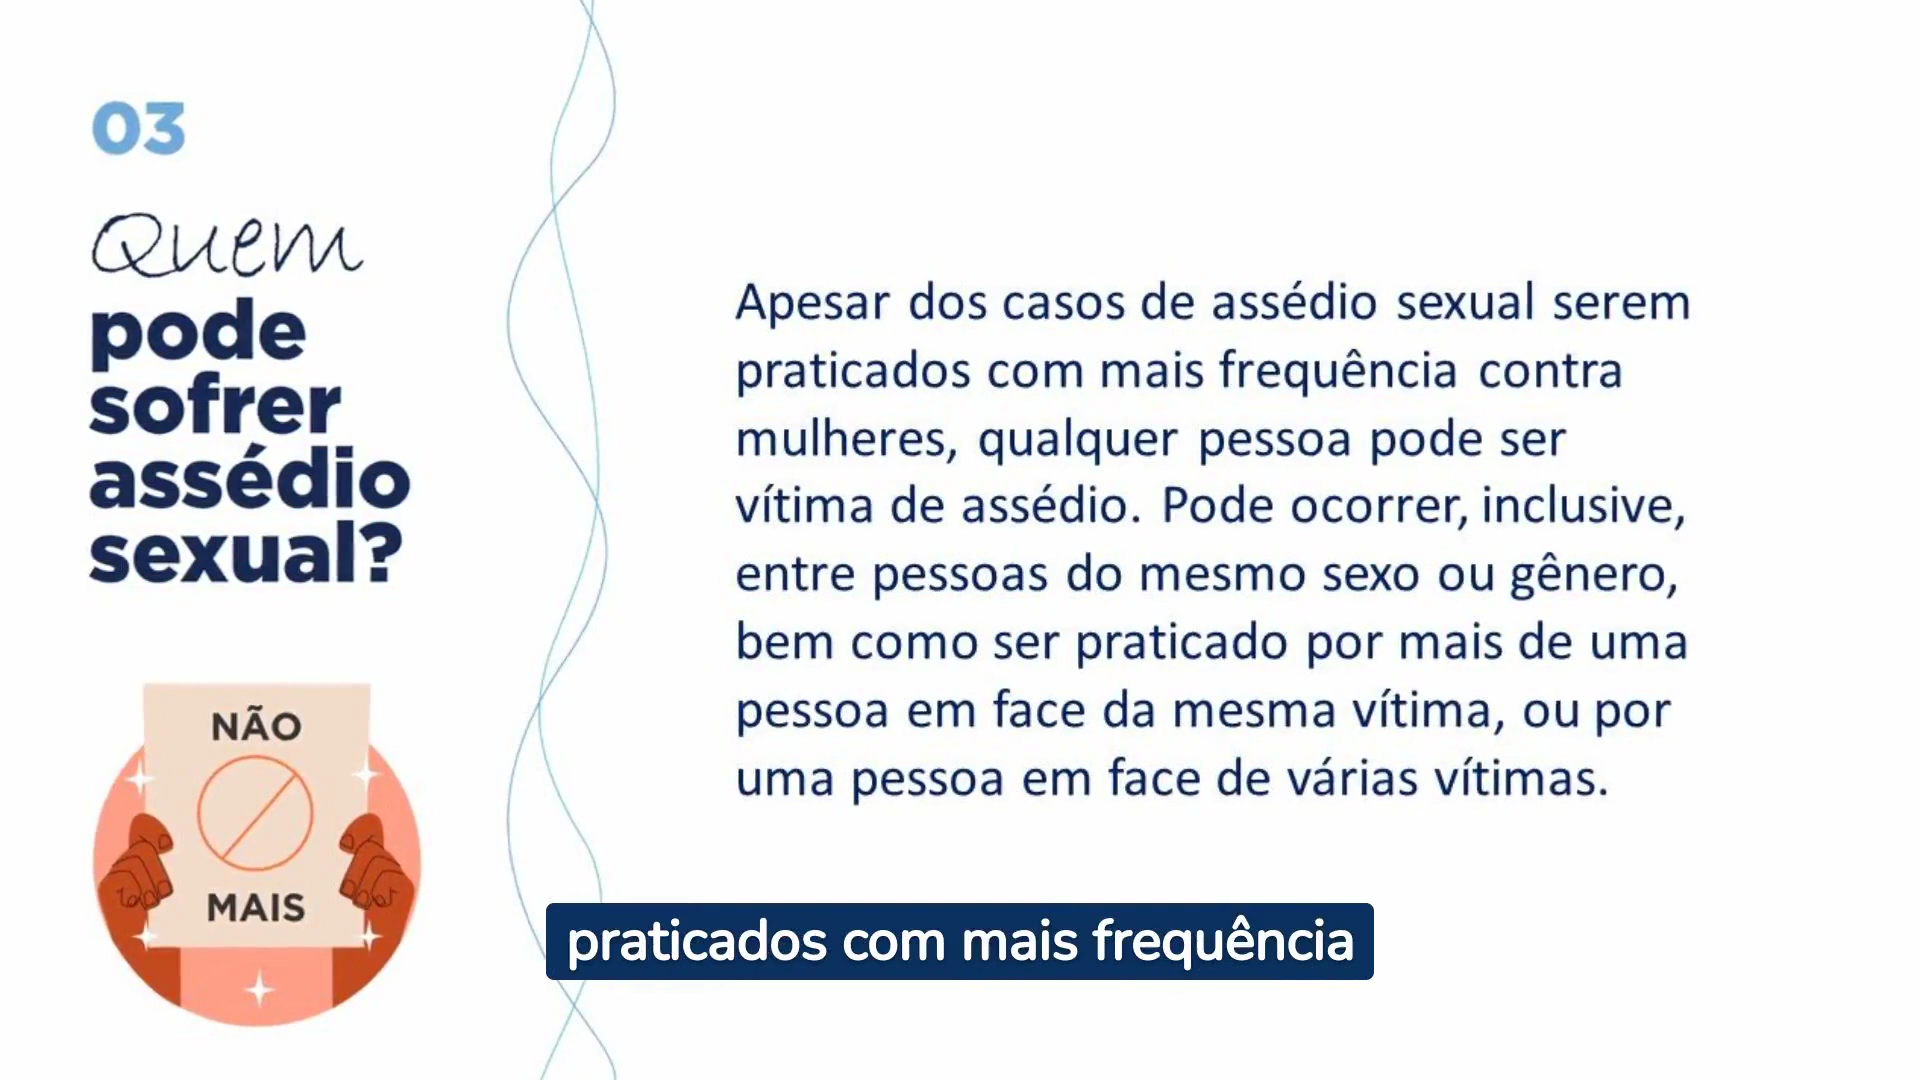 03
Quem
pode
sofrer
assédio
sexual?
NÃO
MAIS
Apesar dos casos de assédio sexual serem
praticados com mais frequência contra
mulheres, qualquer pessoa pode ser
vítima de assédio. Pode ocorrer, inclusive,
entre pessoas do mesmo sexo ou gênero,
bem como ser praticado por mais de uma
pessoa em face da mesma vítima, ou por
uma pessoa em face de várias vítimas.
praticados com mais frequência